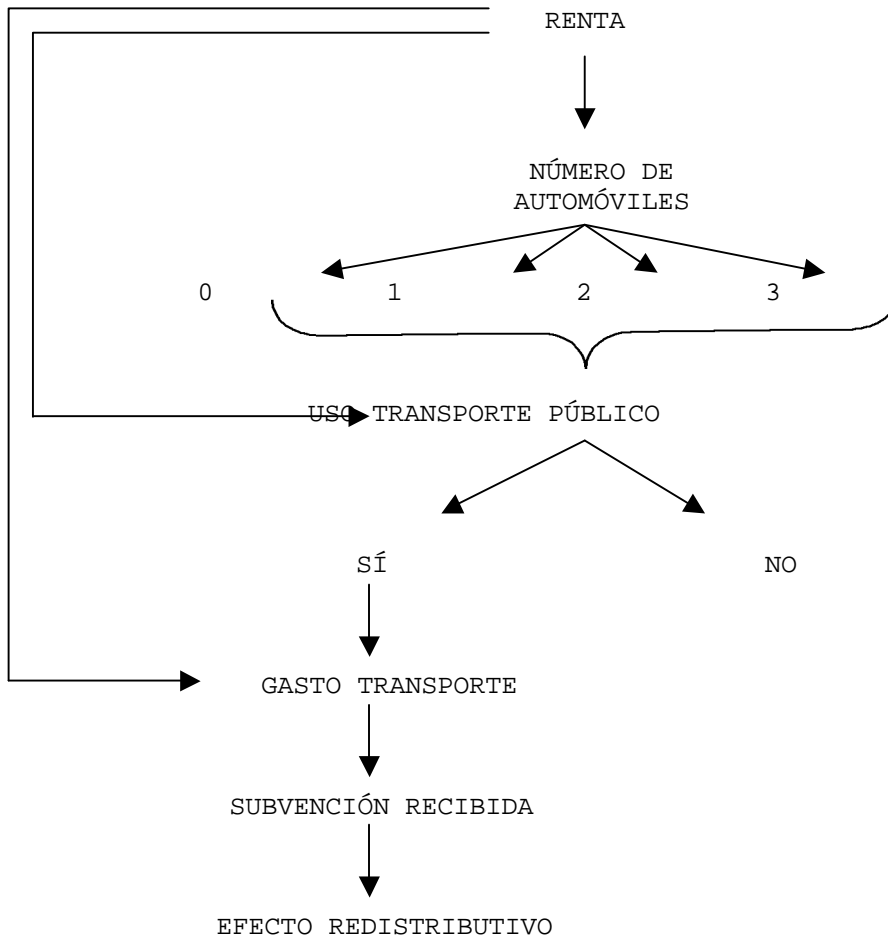 RENTA
NÚMERO DE
AUTOMÓVILES
0 1 2 3
USO TRANSPORTE PÚBLICO
SÍ NO
GASTO TRANSPORTE
SUBVENCIÓN RECIBIDA
EFECTO REDISTRIBUTIVO